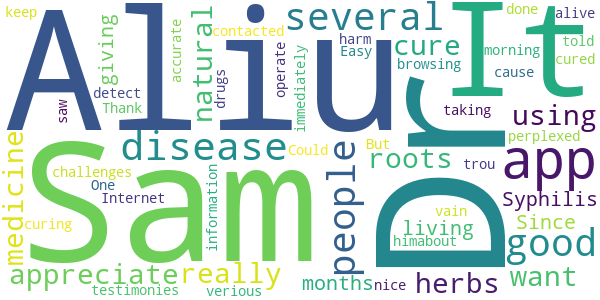 keep
Aliu
It
Dr
Sam
several
contacted
done
alive
told
cured
morning
cause
natural
giving
accurate
drugs
detect
Thank
saw
operate
harm
Easy
immediately
cure
browsing
using
taking
perplexed
disease
app
medicine
people
roots
trou
Could
But
challenges
One
Internet
curing
information
Syphilis
Since
vain
living
himabout
good
appreciate
really
months
nice
herbs
want
testimonies
verious